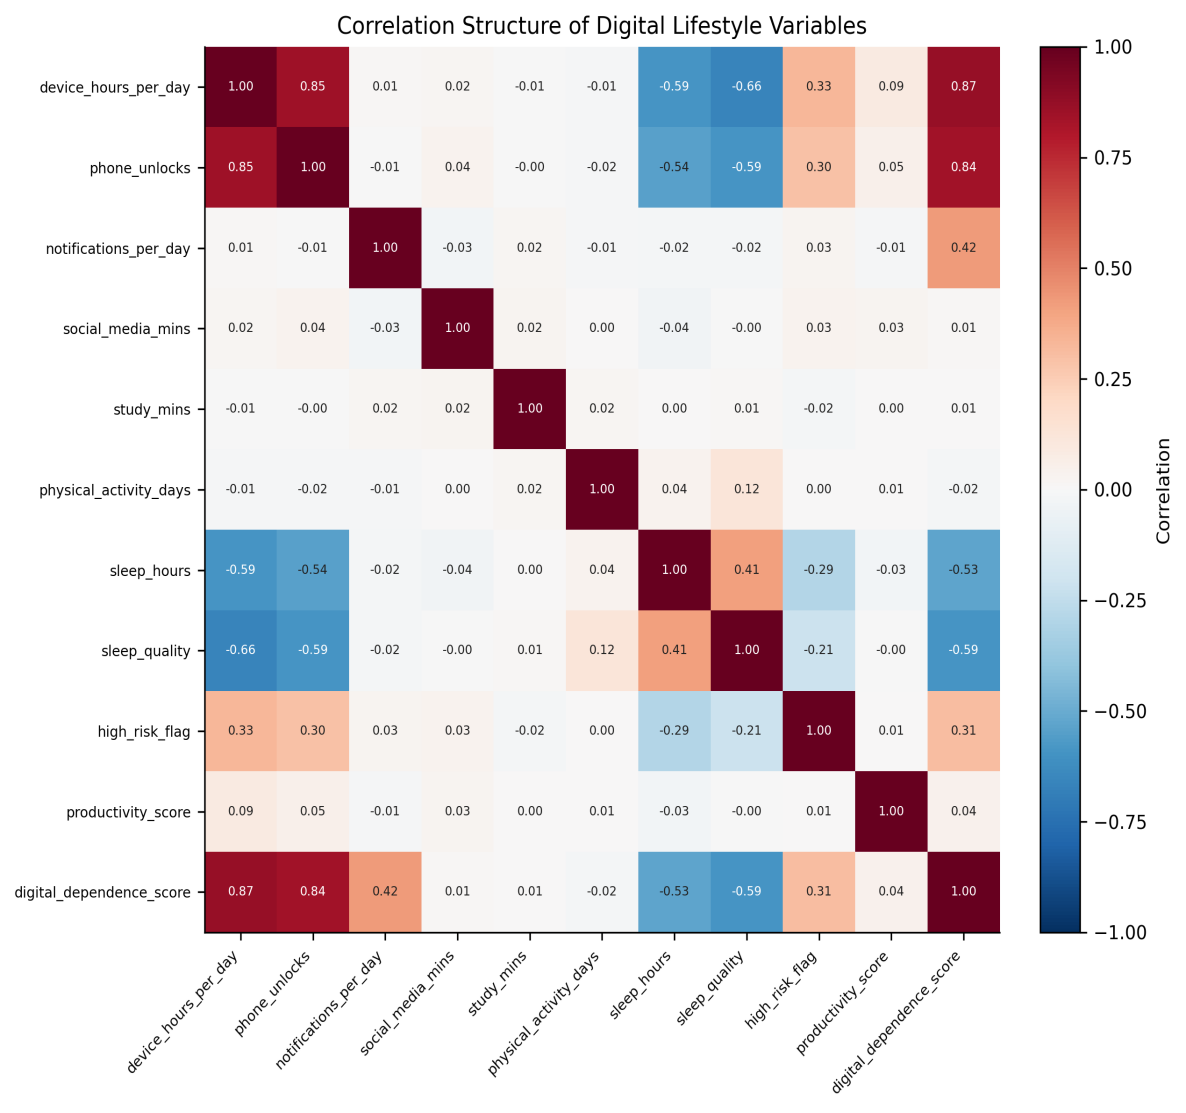 Correlation Structure of Digital Lifestyle Variables
device_hours_per_day 1.00 0.85 0.01 0.02 -0.01 -0.01 -0.59 -0.66 0.33 0.09 0.87
phone_unlocks 0.85 1.00 -0.01 0.04 -0.00 -0.02 -0.54 -0.59 0.30 0.05 0.84
notifications_per_day 0.01 -0.01 1.00 -0.03 0.02 -0.01 -0.02 -0.02 0.03 -0.01 0.42
social_media_mins 0.02 0.04 -0.03 1.00 0.02 0.00 -0.04 -0.00 0.03 0.03 0.01
study_mins -0.01 -0.00 0.02 0.02 1.00 0.02 0.00 0.01 -0.02 0.00 0.01
physical_activity_days -0.01 -0.02 -0.01 0.00 0.02 1.00 0.04 0.12 0.00 0.01 -0.02
sleep_hours -0.59 -0.54 -0.02 -0.04 0.00 0.04 1.00 0.41 -0.29 -0.03 -0.53
sleep_quality -0.66 -0.59 -0.02 -0.00 0.01 0.12 0.41 1.00 -0.21 -0.00 -0.59
high_risk_flag 0.33 0.30 0.03 0.03 -0.02 0.00 -0.29 -0.21 1.00 0.01 0.31
productivity_score 0.09 0.05 -0.01 0.03 0.00 0.01 -0.03 -0.00 0.01 1.00 0.04
digital_dependence_score 0.87 0.84 0.42 0.01 0.01 -0.02 -0.53 -0.59 0.31 0.04 1.00
device_hours_per_day
phone_unlocks
notifications_per_day
social_media_mins
study_mins
physical_activity_days
sleep_hours
sleep_quality
high_risk_flag
productivity_score
digital_dependence_score
1.00
0.75
0.50
0.25
0.00
−0.25
−0.50
−0.75
−1.00
Correlation